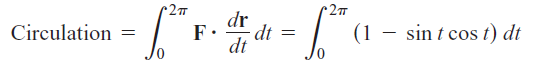 Circulation = ∫₀^{2π} F · dr/dt dt = ∫₀^{2π} (1 − sin t cos t) dt